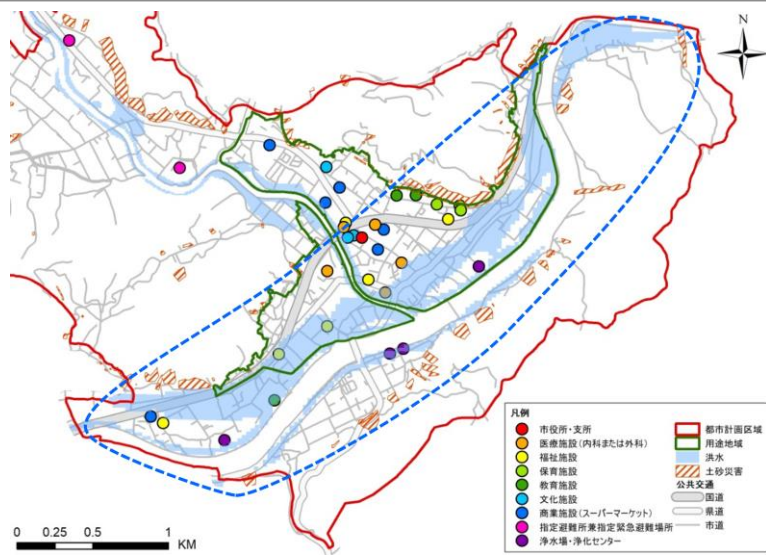 N
凡例
市役所・支所
医療施設(内科または外科)
福祉施設
保育施設
教育施設
文化施設
商業施設(スーパーマーケット)
指定避難所兼指定緊急避難場所
浄水場・浄化センター
都市計画区域
用途地域
洪水
土砂災害
公共交通
国道
県道
市道
0 0.25 0.5 1
KM